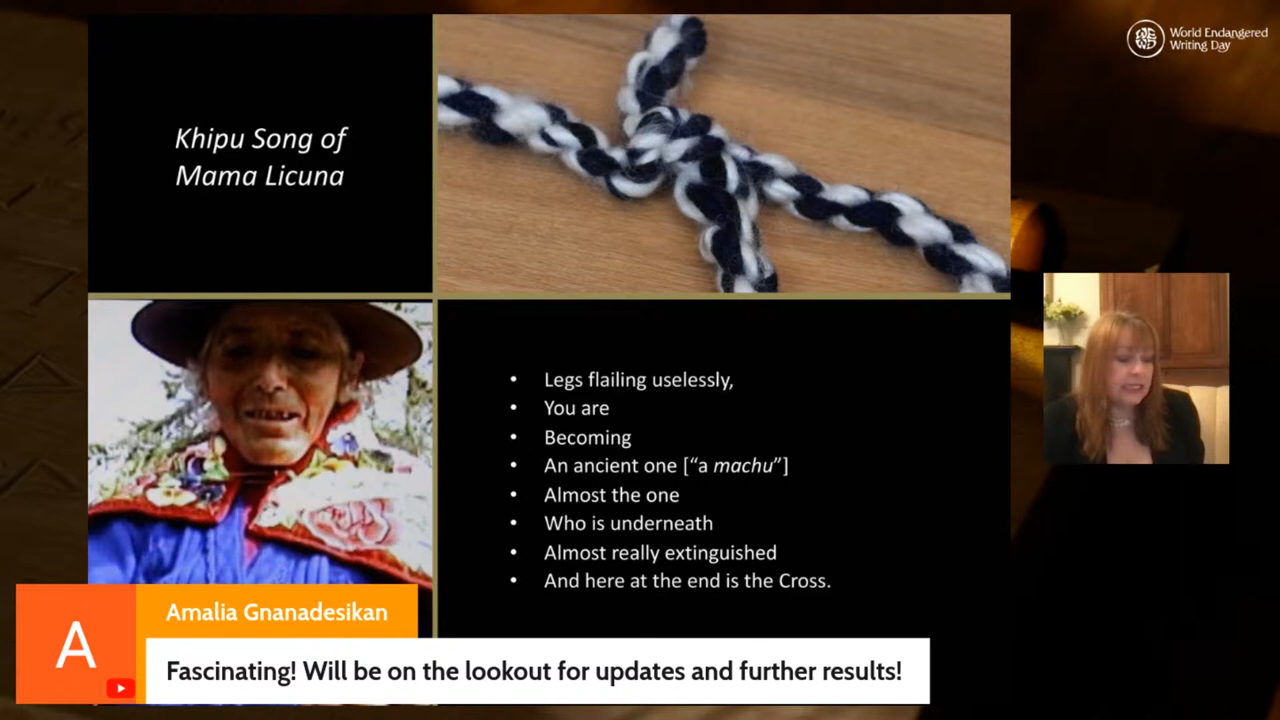 World Endangered
Writing Day
Khipu Song of
Mama Licuna
• Legs flailing uselessly,
• You are
• Becoming
• An ancient one [“a machu”]
• Almost the one
• Who is underneath
• Almost really extinguished
• And here at the end is the Cross.
A
Amalia Gnanadesikan
Fascinating! Will be on the lookout for updates and further results!